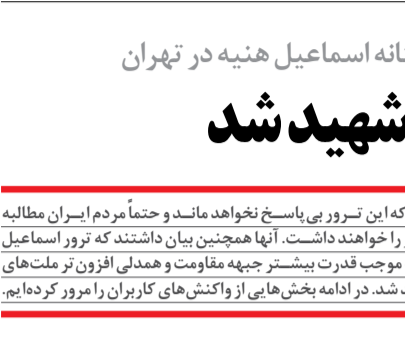 اسماعیل هنیه در تهران
شهید شد
که این ترور بی‌پاسخ نخواهد ماند و حتماً مردم ایران مطالبه
را خواهند داشت. آنها همچنین بیان داشتند که ترور اسماعیل
موجب قدرت بیشتر جبهه مقاومت و همدلی افزون‌تر ملت‌های
شد. در ادامه بخش‌هایی از واکنش‌های کاربران را مرور کرده‌ایم.